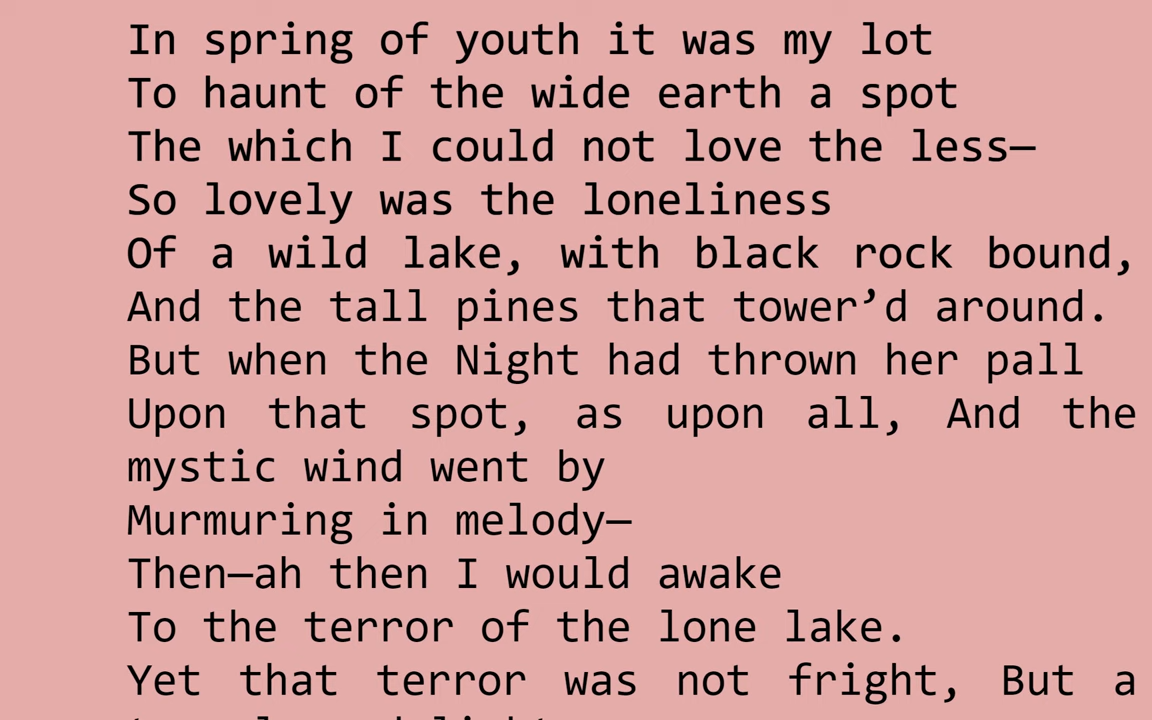 In spring of youth it was my lot
To haunt of the wide earth a spot
The which I could not love the less—
So lovely was the loneliness
Of a wild lake, with black rock bound,
And the tall pines that tower’d around.
But when the Night had thrown her pall
Upon that spot, as upon all, And the
mystic wind went by
Murmuring in melody—
Then—ah then I would awake
To the terror of the lone lake.
Yet that terror was not fright, But a